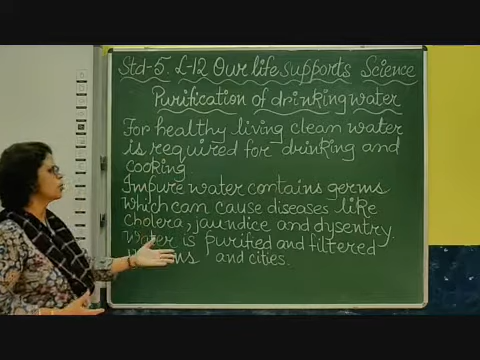 Std-5. L-12 Our life supports Science
Purification of drinking water
For healthy living clean water
is required for drinking and
cooking
Impure water contains germs
which can cause diseases like
cholera, jaundice and dysentry.
Water is purified and filtered
and cities.